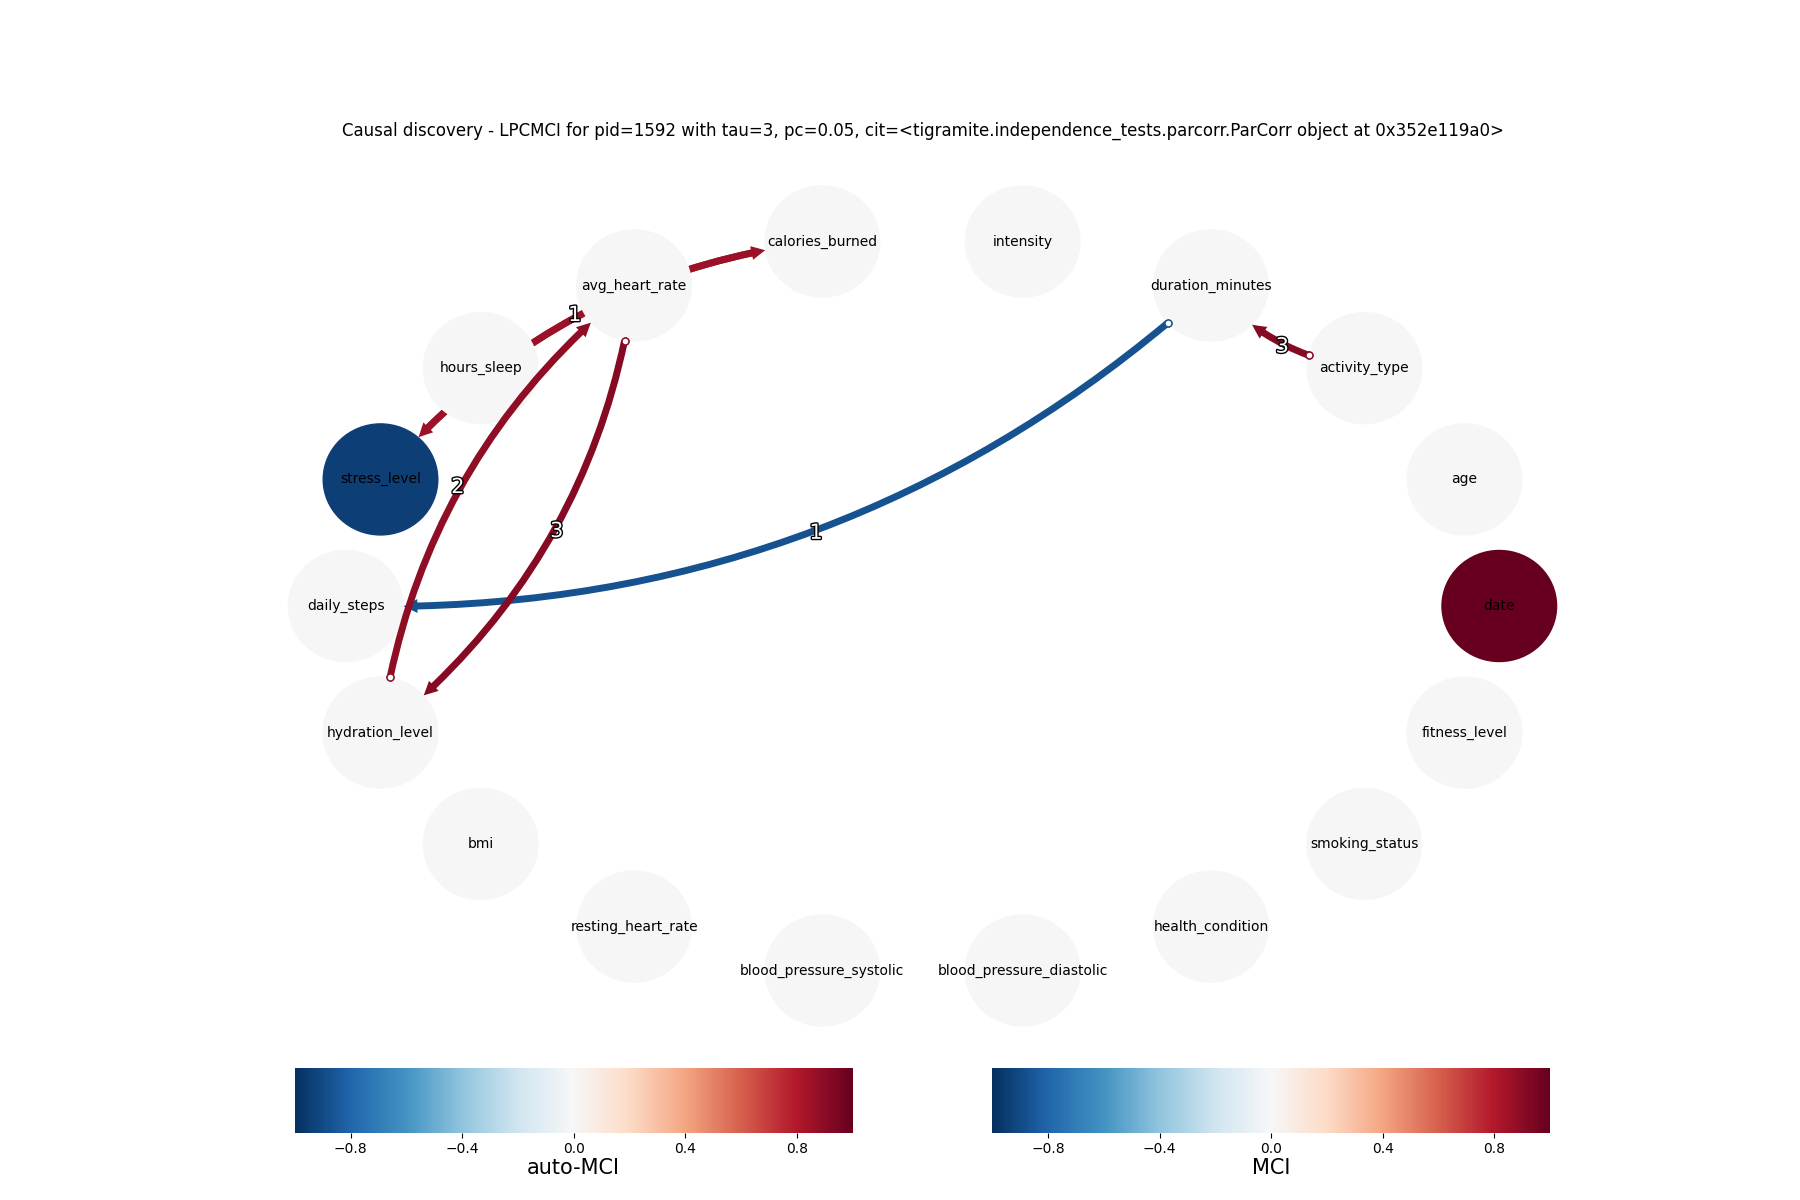 Causal discovery - LPCMCI for pid=1592 with tau=3, pc=0.05, cit=<tigramite.independence_tests.parcorr.ParCorr object at 0x352e119a0>
calories_burned
intensity
avg_heart_rate
duration_minutes
1
3
hours_sleep
activity_type
stress_level
age
2
3
1
daily_steps
date
hydration_level
fitness_level
bmi
smoking_status
resting_heart_rate
health_condition
blood_pressure_systolic
blood_pressure_diastolic
−0.8 −0.4 0.0 0.4 0.8
auto-MCI
−0.8 −0.4 0.0 0.4 0.8
MCI